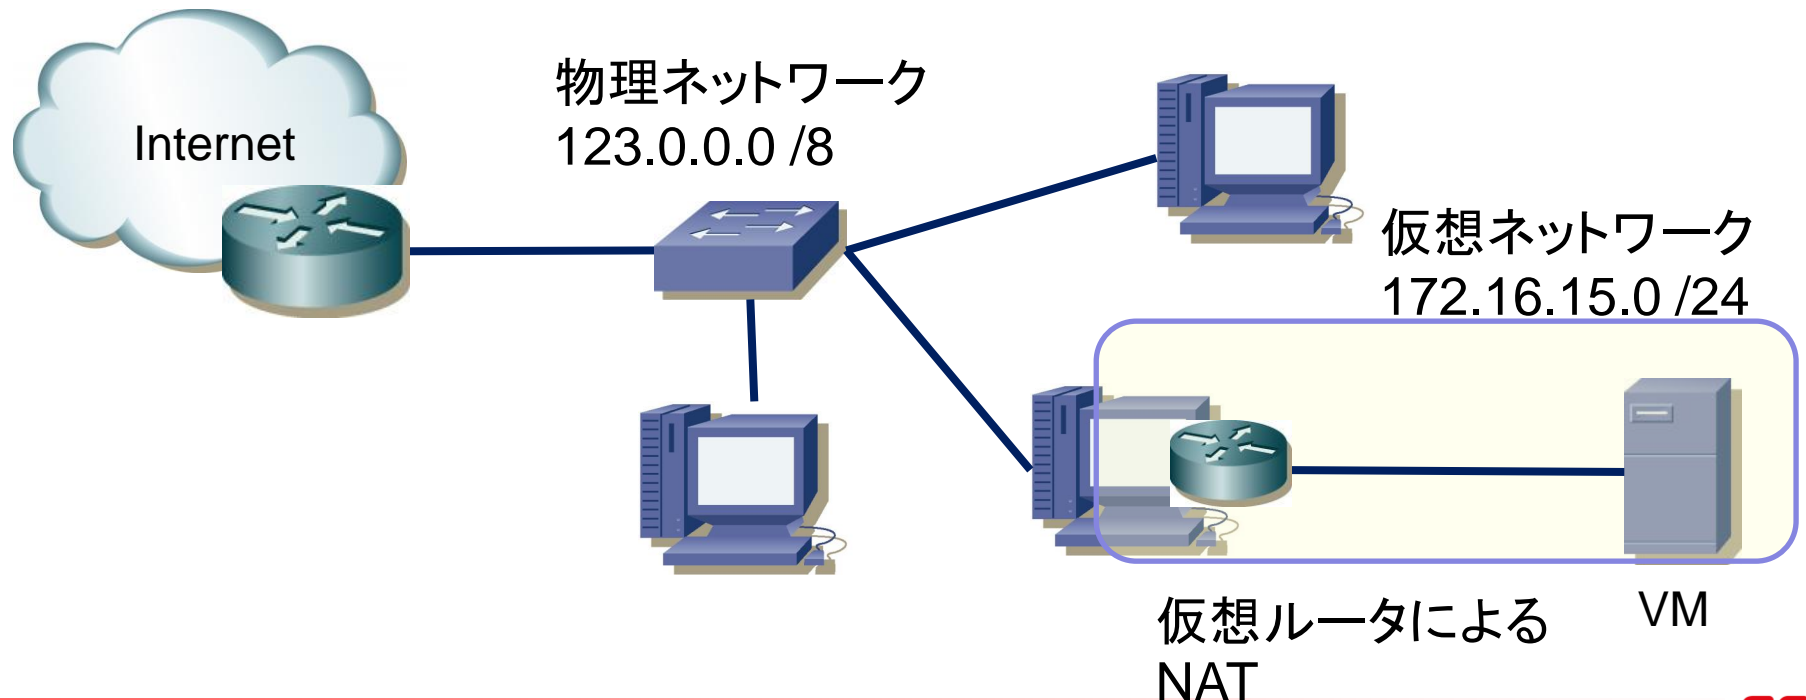 Internet
物理ネットワーク
123.0.0.0 /8
仮想ネットワーク
172.16.15.0 /24
仮想ルータによる
NAT
VM